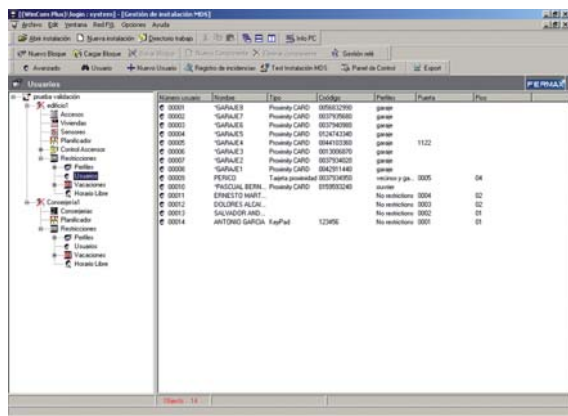 [(WinCom Plus):login : system] - [Gestión de instalación MDS]
Archivo Edit Ventana Opciones Ayuda
Abrir instalación Nueva instalación Directorio trabajo Info PC
Nuevo Bloque Cargar Bloque Nuevo Componente Gestión web
Avanzado Usuario Nuevo Usuario Registro de incidencias Test Instalación MDS Panel de Control Export
Usuarios
FERMAX
prueba validación
edificio1
Accesos
Viviendas
Sensores
Planificador
Control Ascensor
Restricciones
Perfiles
Usuarios
Vacaciones
Horario Libre
Conserjería1
Conserjerías
Planificador
Restricciones
Perfiles
Usuarios
Vacaciones
Horario Libre
Número usuario Nombre Tipo Código Perfiles Puerta Piso
00001 *GARAJE8 Proximity CARD 0056832990 garaje
00002 *GARAJE7 Proximity CARD 0037935680 garaje
00003 *GARAJE6 Proximity CARD 0037940980 garaje
00004 *GARAJE5 Proximity CARD 0124743340 garaje
00005 *GARAJE4 Proximity CARD 0044103360 garaje 1122
00006 *GARAJE3 Proximity CARD 0013006870 garaje
00007 *GARAJE2 Proximity CARD 0037934020 garaje
00008 *GARAJE1 Proximity CARD 0042911440 garaje
00009 PERICO Tarjeta proximidad 0037934950 vecinos y ga... 0005 04
00010 *PASCUAL BERN... Proximity CARD 0159593240
00011 ERNESTO MART... No restrictions 0004 02
00012 DOLORES ALCAI... No restrictions 0003 02
00013 SALVADOR AND... No restrictions 0002 01
00014 ANTONIO GARCIA KeyPad 123456 No restrictions 0001 01
Objects : 14